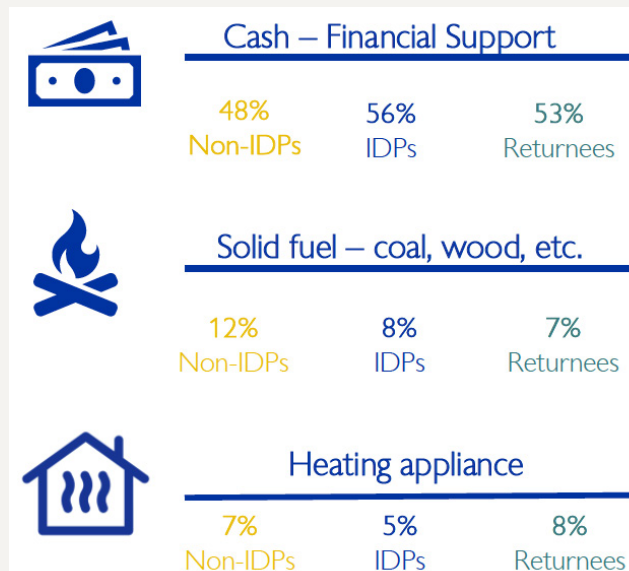 Cash – Financial Support
48% 56% 53%
Non-IDPs IDPs Returnees
Solid fuel – coal, wood, etc.
12% 8% 7%
Non-IDPs IDPs Returnees
Heating appliance
7% 5% 8%
Non-IDPs IDPs Returnees